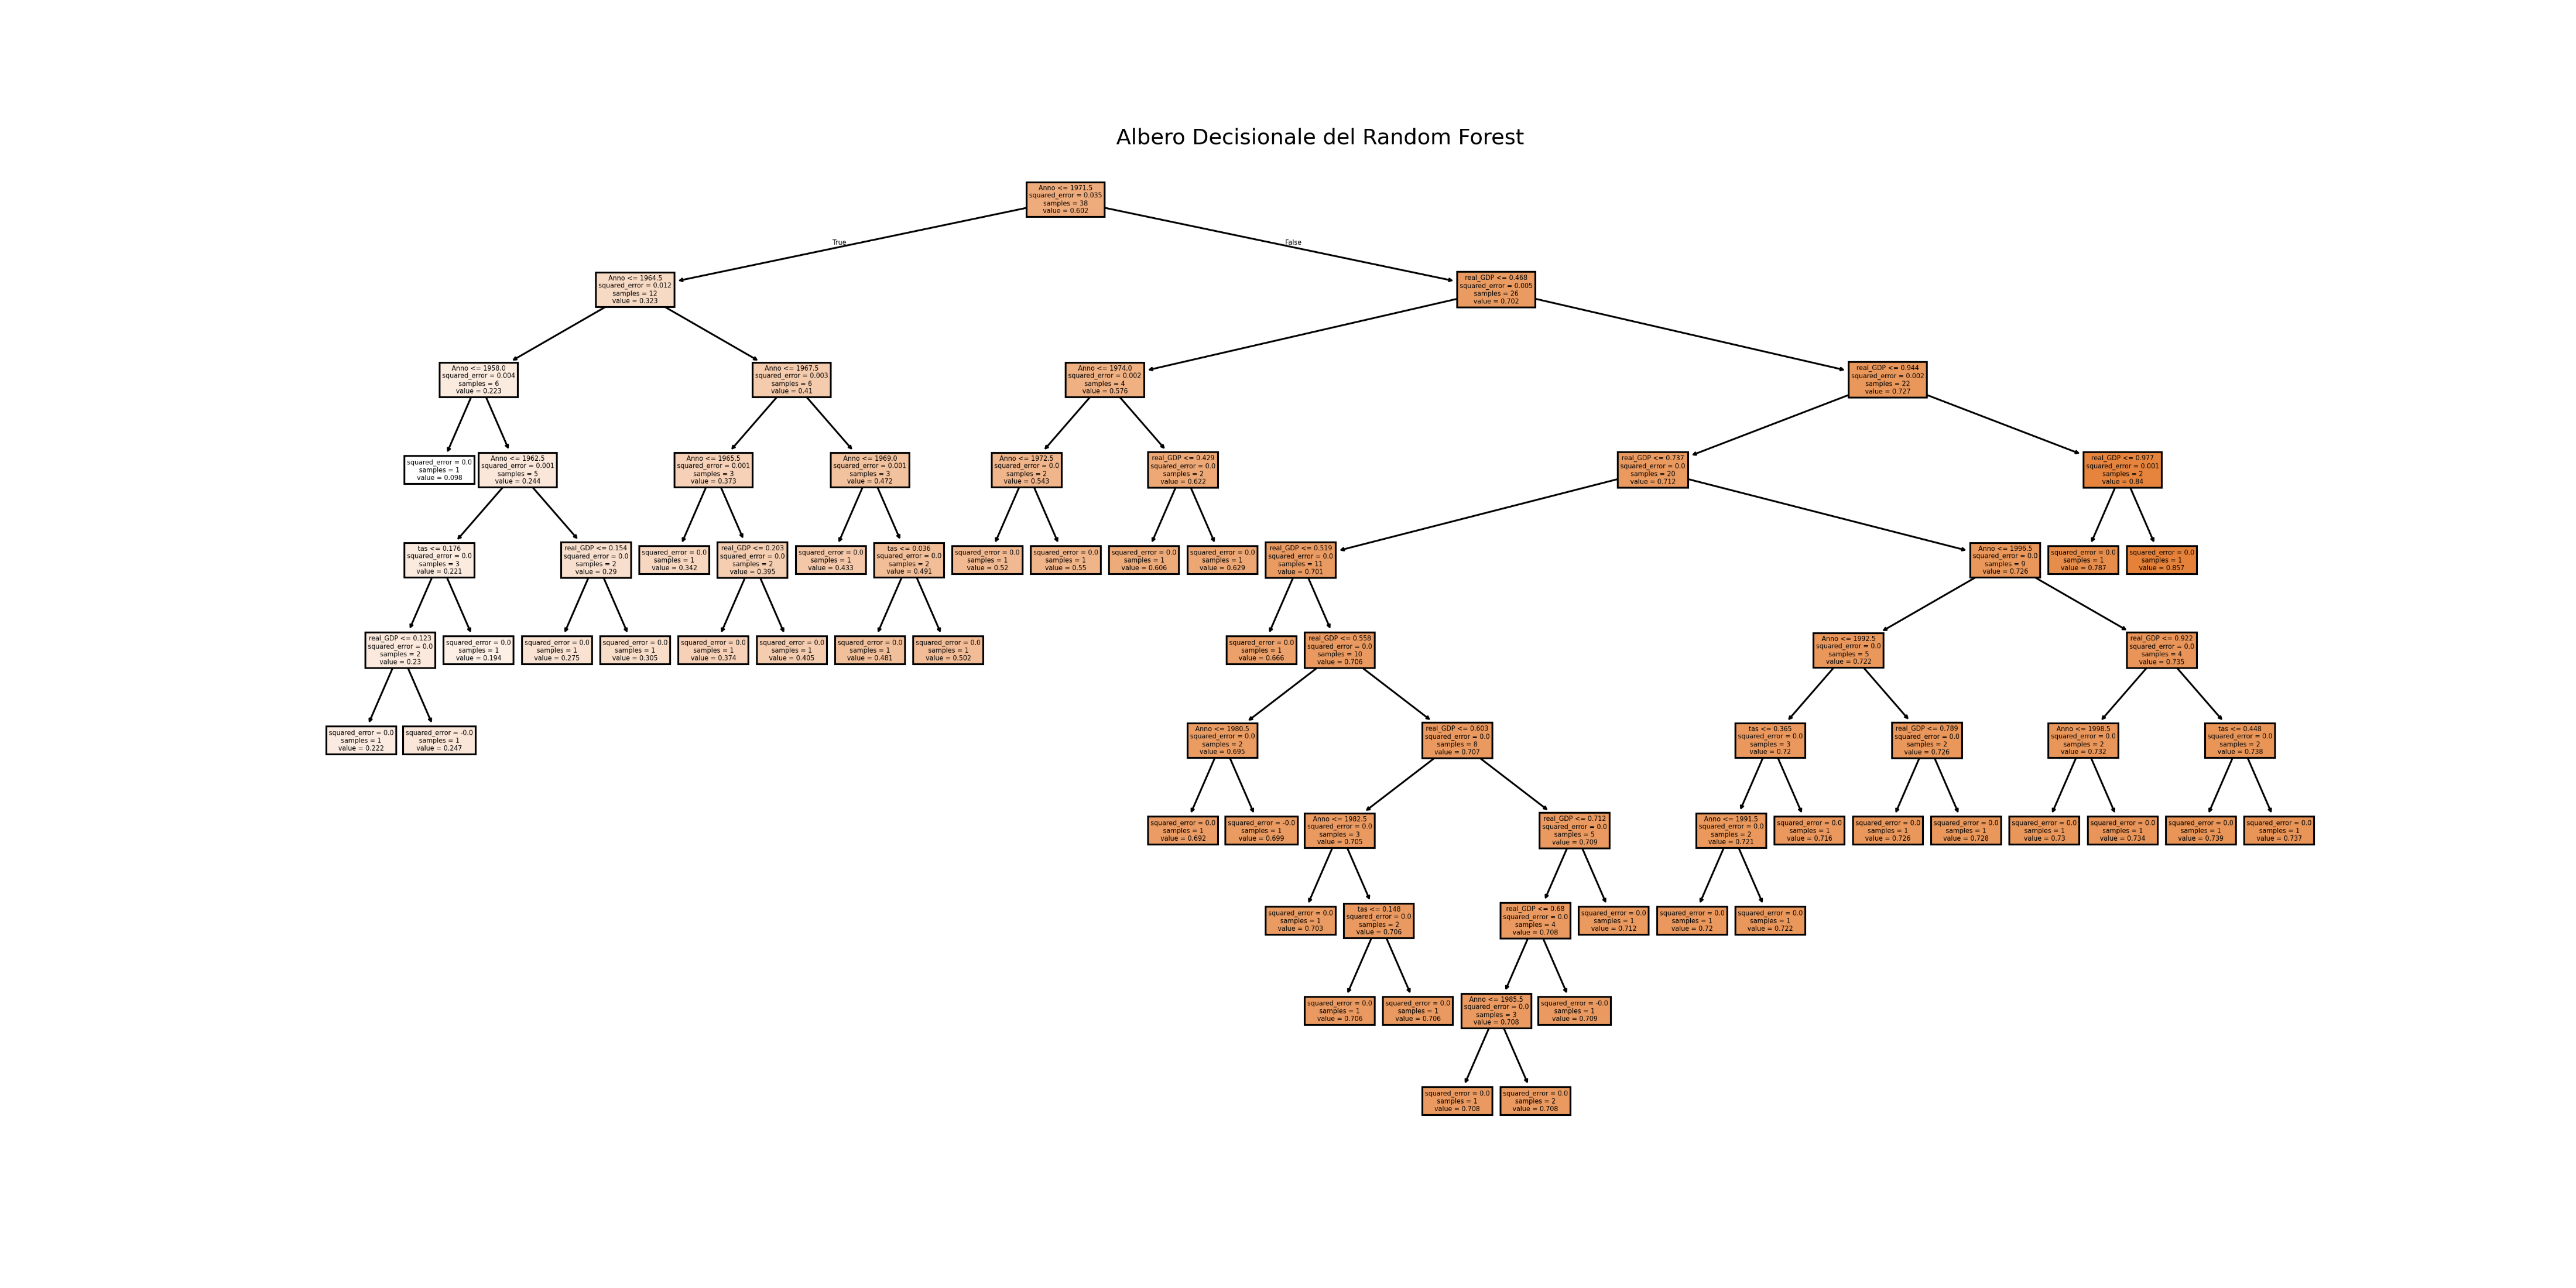 Albero Decisionale del Random Forest
Anno <= 1971.5
squared_error = 0.035
samples = 38
value = 0.602
True
False
Anno <= 1964.5
squared_error = 0.012
samples = 12
value = 0.323
real_GDP <= 0.468
squared_error = 0.005
samples = 26
value = 0.702
Anno <= 1958.0
squared_error = 0.004
samples = 6
value = 0.223
Anno <= 1967.5
squared_error = 0.003
samples = 6
value = 0.41
Anno <= 1974.0
squared_error = 0.002
samples = 4
value = 0.576
real_GDP <= 0.944
squared_error = 0.002
samples = 22
value = 0.727
squared_error = 0.0
samples = 1
value = 0.098
Anno <= 1962.5
squared_error = 0.001
samples = 5
value = 0.244
Anno <= 1965.5
squared_error = 0.001
samples = 3
value = 0.373
Anno <= 1969.0
squared_error = 0.001
samples = 3
value = 0.472
Anno <= 1972.5
squared_error = 0.0
samples = 2
value = 0.543
real_GDP <= 0.429
squared_error = 0.0
samples = 2
value = 0.622
real_GDP <= 0.737
squared_error = 0.0
samples = 20
value = 0.712
real_GDP <= 0.977
squared_error = 0.001
samples = 2
value = 0.84
tas <= 0.176
squared_error = 0.0
samples = 3
value = 0.221
real_GDP <= 0.154
squared_error = 0.0
samples = 2
value = 0.29
squared_error = 0.0
samples = 1
value = 0.342
real_GDP <= 0.203
squared_error = 0.0
samples = 2
value = 0.395
squared_error = 0.0
samples = 1
value = 0.433
tas <= 0.036
squared_error = 0.0
samples = 2
value = 0.491
squared_error = 0.0
samples = 1
value = 0.52
squared_error = 0.0
samples = 1
value = 0.55
squared_error = 0.0
samples = 1
value = 0.606
squared_error = 0.0
samples = 1
value = 0.629
real_GDP <= 0.519
squared_error = 0.0
samples = 11
value = 0.701
Anno <= 1996.5
squared_error = 0.0
samples = 9
value = 0.726
squared_error = 0.0
samples = 1
value = 0.787
squared_error = 0.0
samples = 1
value = 0.857
real_GDP <= 0.123
squared_error = 0.0
samples = 2
value = 0.23
squared_error = 0.0
samples = 1
value = 0.194
squared_error = 0.0
samples = 1
value = 0.275
squared_error = 0.0
samples = 1
value = 0.305
squared_error = 0.0
samples = 1
value = 0.374
squared_error = 0.0
samples = 1
value = 0.405
squared_error = 0.0
samples = 1
value = 0.481
squared_error = 0.0
samples = 1
value = 0.502
squared_error = 0.0
samples = 1
value = 0.666
real_GDP <= 0.558
squared_error = 0.0
samples = 10
value = 0.706
Anno <= 1992.5
squared_error = 0.0
samples = 5
value = 0.722
real_GDP <= 0.922
squared_error = 0.0
samples = 4
value = 0.735
squared_error = 0.0
samples = 1
value = 0.222
squared_error = -0.0
samples = 1
value = 0.247
Anno <= 1980.5
squared_error = 0.0
samples = 2
value = 0.695
real_GDP <= 0.603
squared_error = 0.0
samples = 8
value = 0.707
tas <= 0.365
squared_error = 0.0
samples = 3
value = 0.72
real_GDP <= 0.789
squared_error = 0.0
samples = 2
value = 0.726
Anno <= 1998.5
squared_error = 0.0
samples = 2
value = 0.732
tas <= 0.448
squared_error = 0.0
samples = 2
value = 0.738
squared_error = 0.0
samples = 1
value = 0.692
squared_error = -0.0
samples = 1
value = 0.699
Anno <= 1982.5
squared_error = 0.0
samples = 3
value = 0.705
real_GDP <= 0.712
squared_error = 0.0
samples = 5
value = 0.709
Anno <= 1991.5
squared_error = 0.0
samples = 2
value = 0.721
squared_error = 0.0
samples = 1
value = 0.716
squared_error = 0.0
samples = 1
value = 0.726
squared_error = 0.0
samples = 1
value = 0.728
squared_error = 0.0
samples = 1
value = 0.73
squared_error = 0.0
samples = 1
value = 0.734
squared_error = 0.0
samples = 1
value = 0.739
squared_error = 0.0
samples = 1
value = 0.737
squared_error = 0.0
samples = 1
value = 0.703
tas <= 0.148
squared_error = 0.0
samples = 2
value = 0.706
real_GDP <= 0.68
squared_error = 0.0
samples = 4
value = 0.708
squared_error = 0.0
samples = 1
value = 0.712
squared_error = 0.0
samples = 1
value = 0.72
squared_error = 0.0
samples = 1
value = 0.722
squared_error = 0.0
samples = 1
value = 0.706
squared_error = 0.0
samples = 1
value = 0.706
Anno <= 1985.5
squared_error = 0.0
samples = 3
value = 0.708
squared_error = -0.0
samples = 1
value = 0.709
squared_error = 0.0
samples = 1
value = 0.708
squared_error = 0.0
samples = 2
value = 0.708